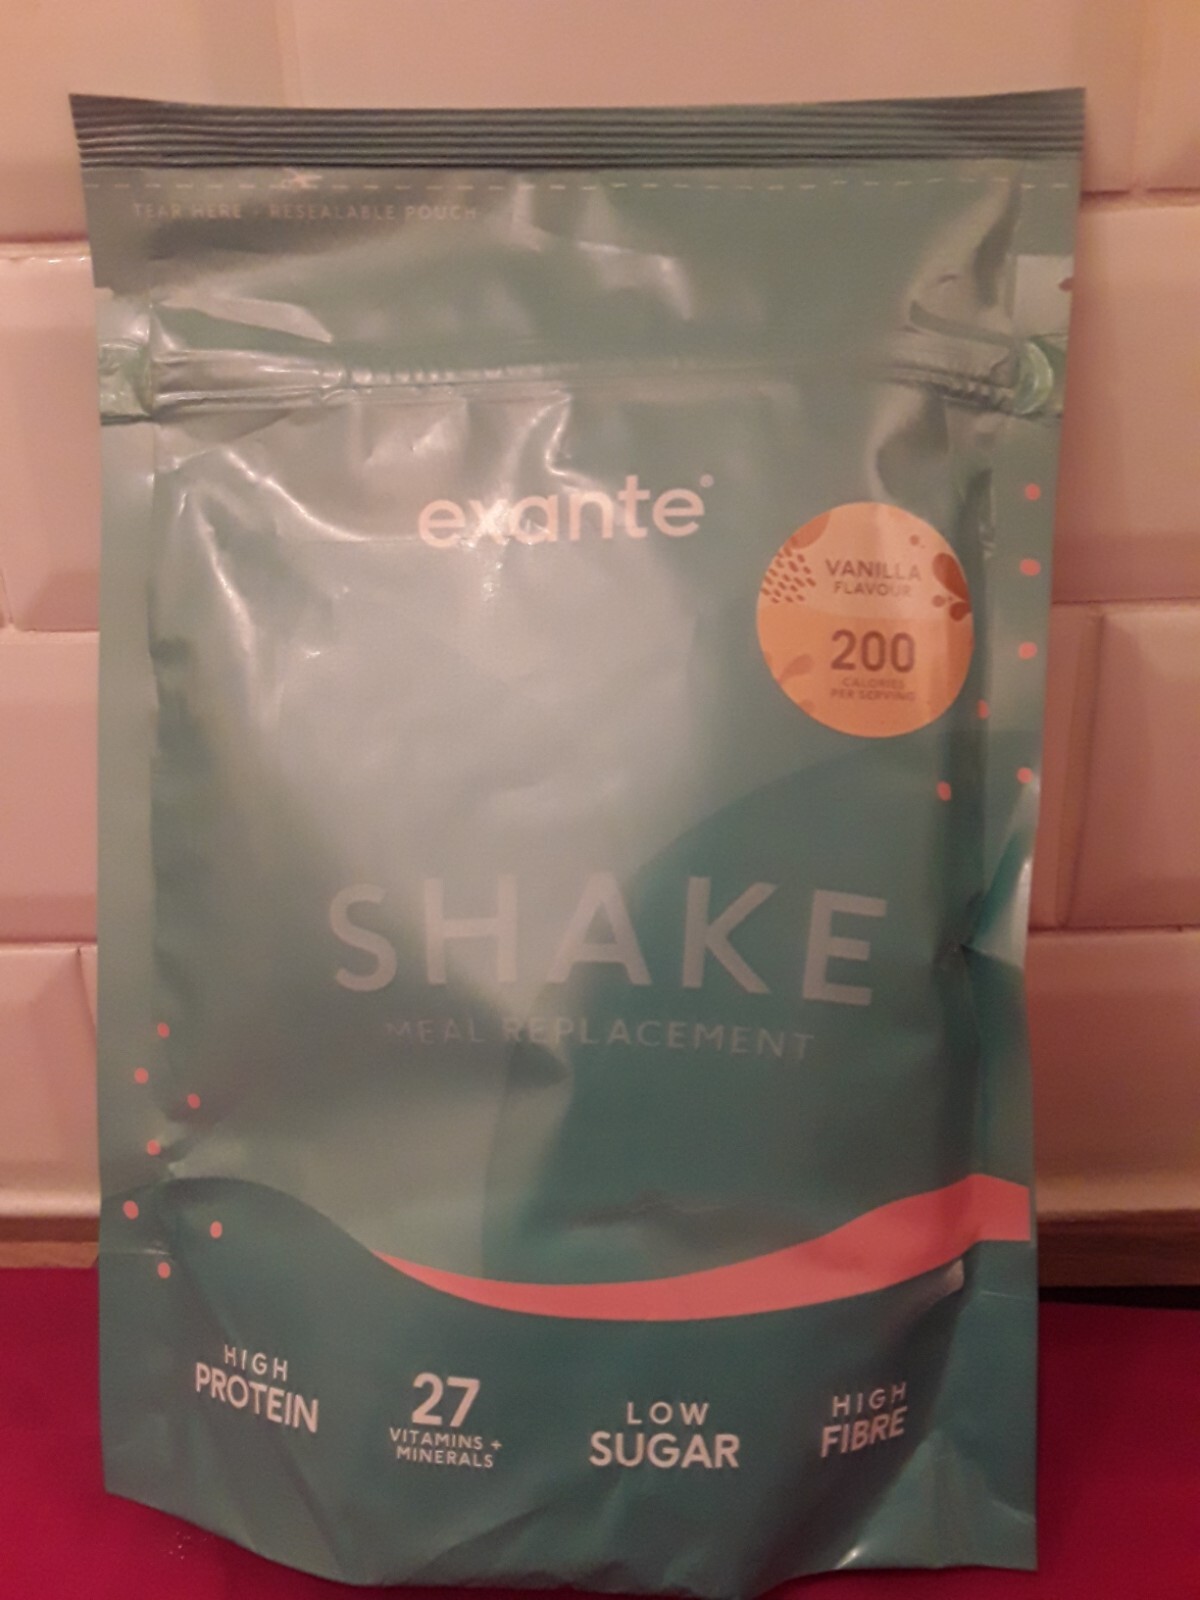 TEAR HERE · RESEALABLE POUCH
exante®
VANILLA
FLAVOUR
200
CALORIES
PER SERVING
SHAKE
MEAL REPLACEMENT
HIGH
PROTEIN
27
VITAMINS +
MINERALS
LOW
SUGAR
HIGH
FIBRE